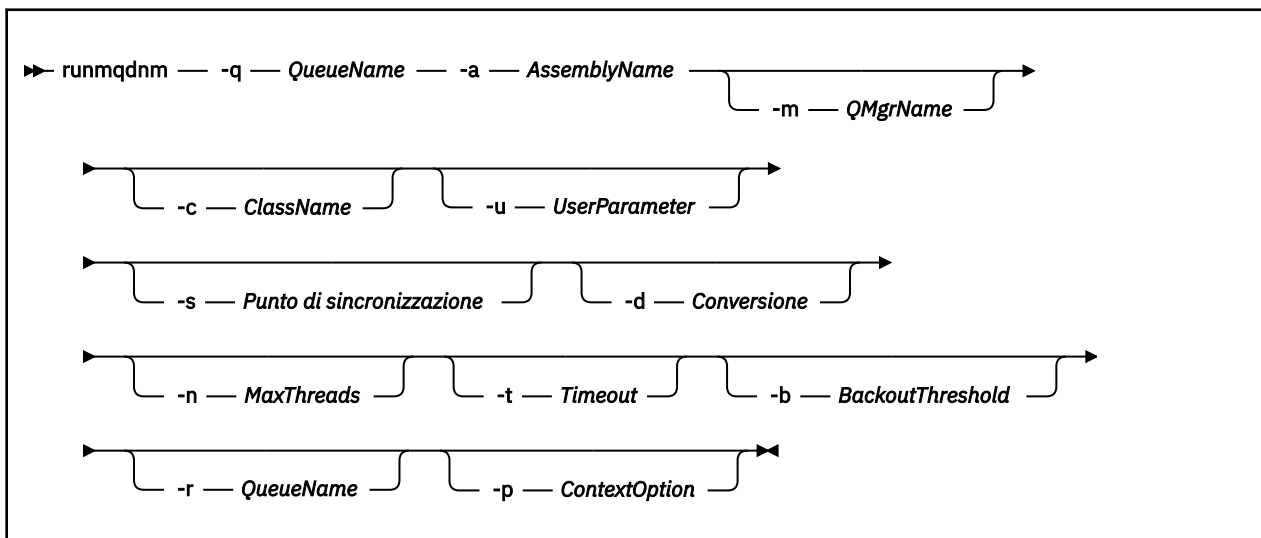 runmqdnm -q QueueName -a AssemblyName
-m QMgrName
-c ClassName -u UserParameter
-s Punto di sincronizzazione -d Conversione
-n MaxThreads -t Timeout -b BackoutThreshold
-r QueueName -p ContextOption